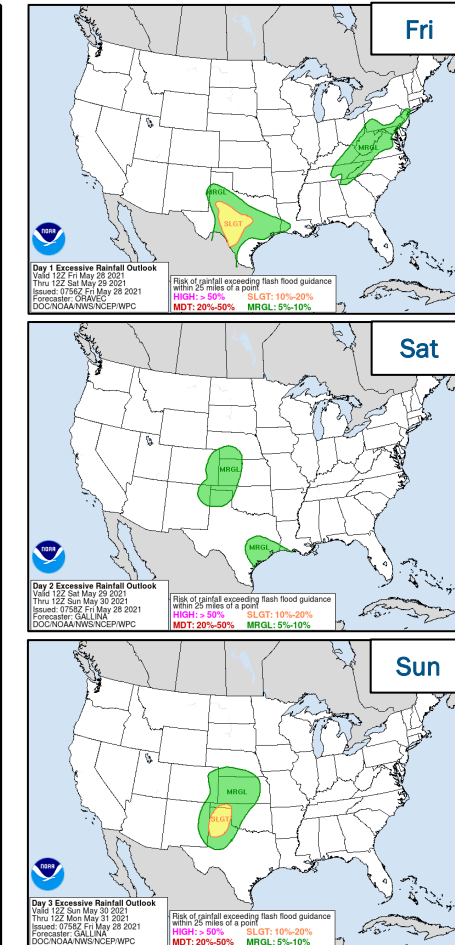 Fri
MRGL
MRGL
SLGT
NOAA
Day 1 Excessive Rainfall Outlook
Valid 12Z Fri May 28 2021
Thru 12Z Sat May 29 2021
Issued: 0756Z Fri May 28 2021
Forecaster: ORAVEC
DOC/NOAA/NWS/NCEP/WPC
Risk of rainfall exceeding flash flood guidance
within 25 miles of a point
HIGH: > 50% SLGT: 10%-20%
MDT: 20%-50% MRGL: 5%-10%
Sat
MRGL
MRGL
NOAA
Day 2 Excessive Rainfall Outlook
Valid 12Z Sat May 29 2021
Thru 12Z Sun May 30 2021
Issued: 0758Z Fri May 28 2021
Forecaster: GALLINA
DOC/NOAA/NWS/NCEP/WPC
Risk of rainfall exceeding flash flood guidance
within 25 miles of a point
HIGH: > 50% SLGT: 10%-20%
MDT: 20%-50% MRGL: 5%-10%
Sun
MRGL
SLGT
NOAA
Day 3 Excessive Rainfall Outlook
Valid 12Z Sun May 30 2021
Thru 12Z Mon May 31 2021
Issued: 0758Z Fri May 28 2021
Forecaster: GALLINA
DOC/NOAA/NWS/NCEP/WPC
Risk of rainfall exceeding flash flood guidance
within 25 miles of a point
HIGH: > 50% SLGT: 10%-20%
MDT: 20%-50% MRGL: 5%-10%